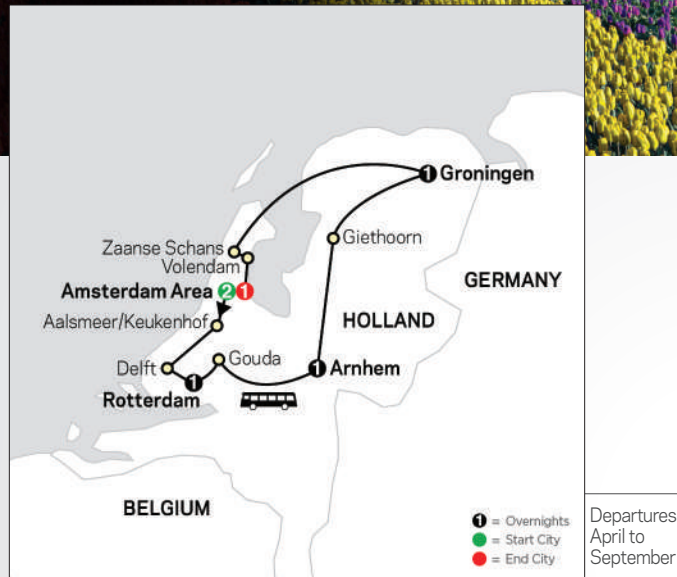 1 Groningen
Giethoorn
Zaanse Schans
Volendam
GERMANY
Amsterdam Area 2 1
HOLLAND
Aalsmeer/Keukenhof
Gouda
Delft
1 Arnhem
1
Rotterdam
BELGIUM
1 = Overnights
= Start City
= End City
Departures
April to
September